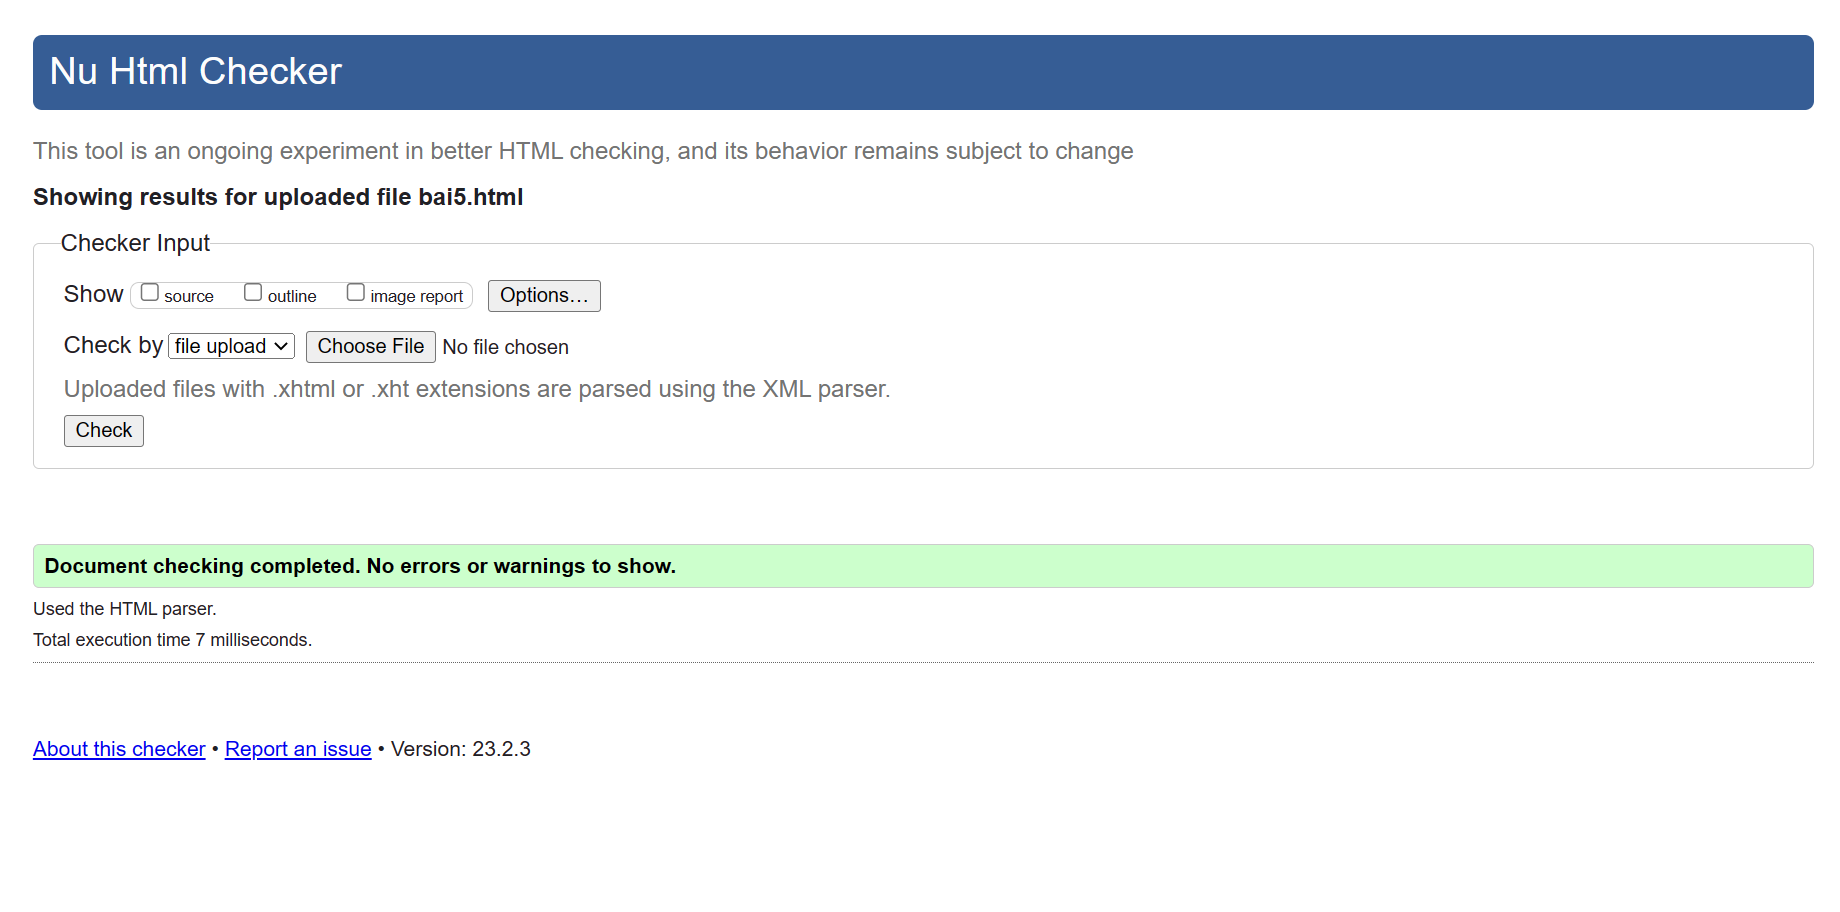 Nu Html Checker
This tool is an ongoing experiment in better HTML checking, and its behavior remains subject to change
Showing results for uploaded file bai5.html
Checker Input
Show source outline image report Options…
Check by file upload Choose File No file chosen
Uploaded files with .xhtml or .xht extensions are parsed using the XML parser.
Check
Document checking completed. No errors or warnings to show.
Used the HTML parser.
Total execution time 7 milliseconds.
About this checker • Report an issue • Version: 23.2.3